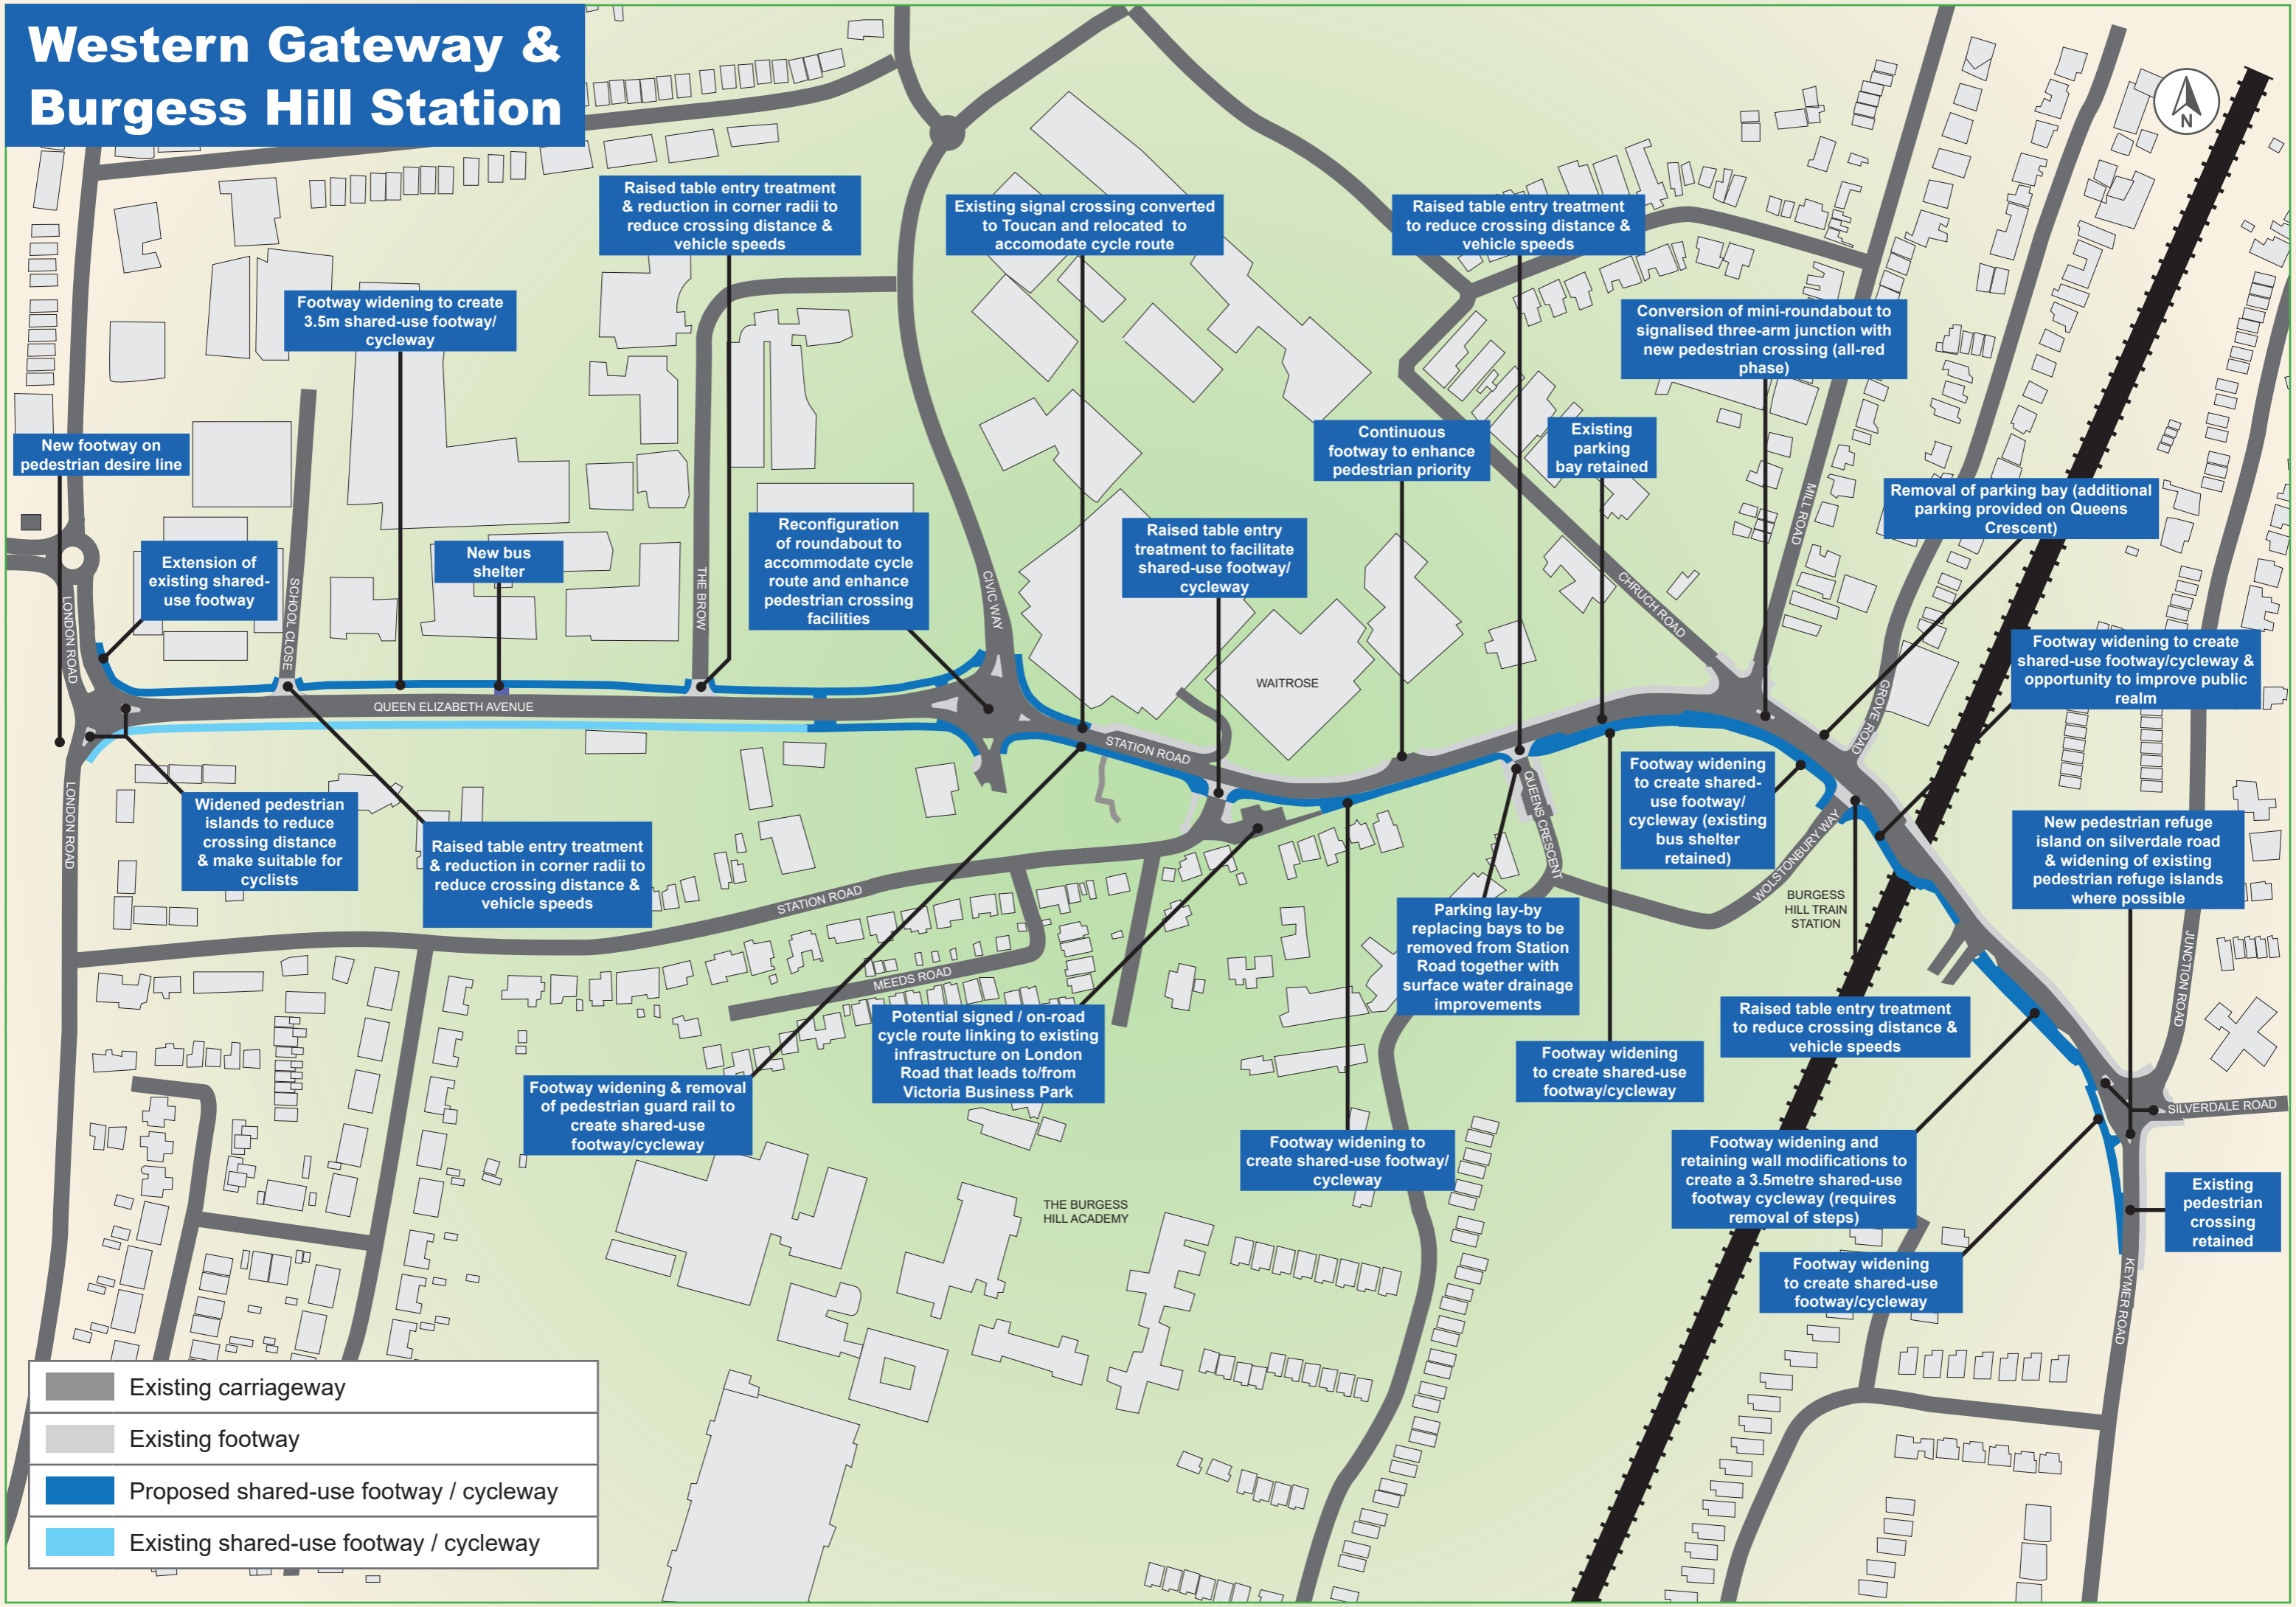 Western Gateway &
Burgess Hill Station
N
Raised table entry treatment
& reduction in corner radii to
reduce crossing distance &
vehicle speeds
Existing signal crossing converted
to Toucan and relocated to
accomodate cycle route
Raised table entry treatment
to reduce crossing distance &
vehicle speeds
Footway widening to create
3.5m shared-use footway/
cycleway
Conversion of mini-roundabout to
signalised three-arm junction with
new pedestrian crossing (all-red
phase)
New footway on
pedestrian desire line
Continuous
footway to enhance
pedestrian priority
Existing
parking
bay retained
Removal of parking bay (additional
parking provided on Queens
Crescent)
Extension of
existing shared-
use footway
New bus
shelter
Reconfiguration
of roundabout to
accommodate cycle
route and enhance
pedestrian crossing
facilities
Raised table entry
treatment to facilitate
shared-use footway/
cycleway
Footway widening to create
shared-use footway/cycleway &
opportunity to improve public
realm
LONDON ROAD
SCHOOL CLOSE
THE BROW
CIVIC WAY
MILL ROAD
CHRUCH ROAD
GROVE ROAD
WAITROSE
QUEEN ELIZABETH AVENUE
STATION ROAD
QUEENS CRESCENT
WOLSTONBURY WAY
LONDON ROAD
Widened pedestrian
islands to reduce
crossing distance
& make suitable for
cyclists
Raised table entry treatment
& reduction in corner radii to
reduce crossing distance &
vehicle speeds
Footway widening
to create shared-
use footway/
cycleway (existing
bus shelter
retained)
New pedestrian refuge
island on silverdale road
& widening of existing
pedestrian refuge islands
where possible
STATION ROAD
MEEDS ROAD
BURGESS
HILL TRAIN
STATION
JUNCTION ROAD
Parking lay-by
replacing bays to be
removed from Station
Road together with
surface water drainage
improvements
Potential signed / on-road
cycle route linking to existing
infrastructure on London
Road that leads to/from
Victoria Business Park
Raised table entry treatment
to reduce crossing distance &
vehicle speeds
Footway widening
to create shared-use
footway/cycleway
Footway widening & removal
of pedestrian guard rail to
create shared-use
footway/cycleway
SILVERDALE ROAD
Footway widening to
create shared-use footway/
cycleway
Footway widening and
retaining wall modifications to
create a 3.5metre shared-use
footway cycleway (requires
removal of steps)
Existing
pedestrian
crossing
retained
THE BURGESS
HILL ACADEMY
Footway widening
to create shared-use
footway/cycleway
KEYMER ROAD
Existing carriageway
Existing footway
Proposed shared-use footway / cycleway
Existing shared-use footway / cycleway